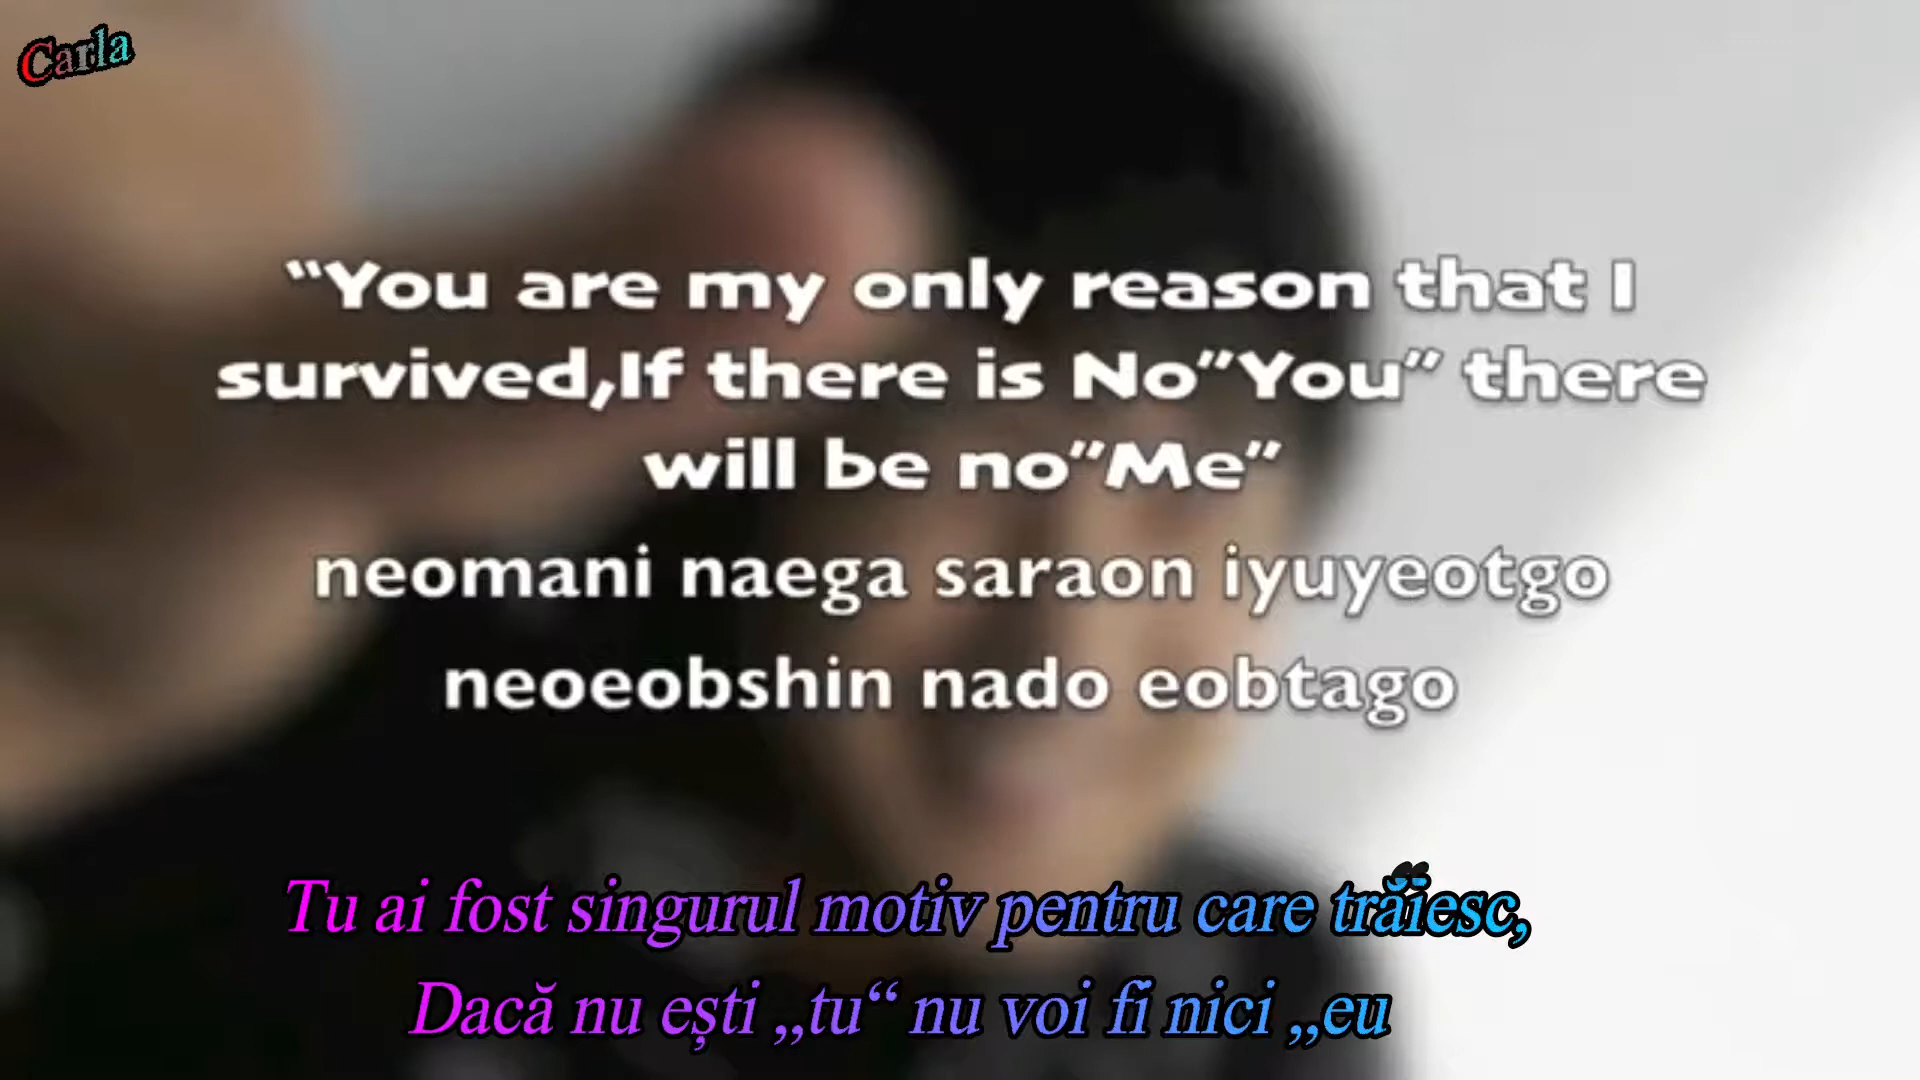 Carla
“You are my only reason that I
survived,If there is No”You” there
will be no”Me”
neomani naega saraon iyuyeotgo
neoeobshin nado eobtago
Tu ai fost singurul motiv pentru care trăiesc,
Dacă nu ești „tu“ nu voi fi nici „eu